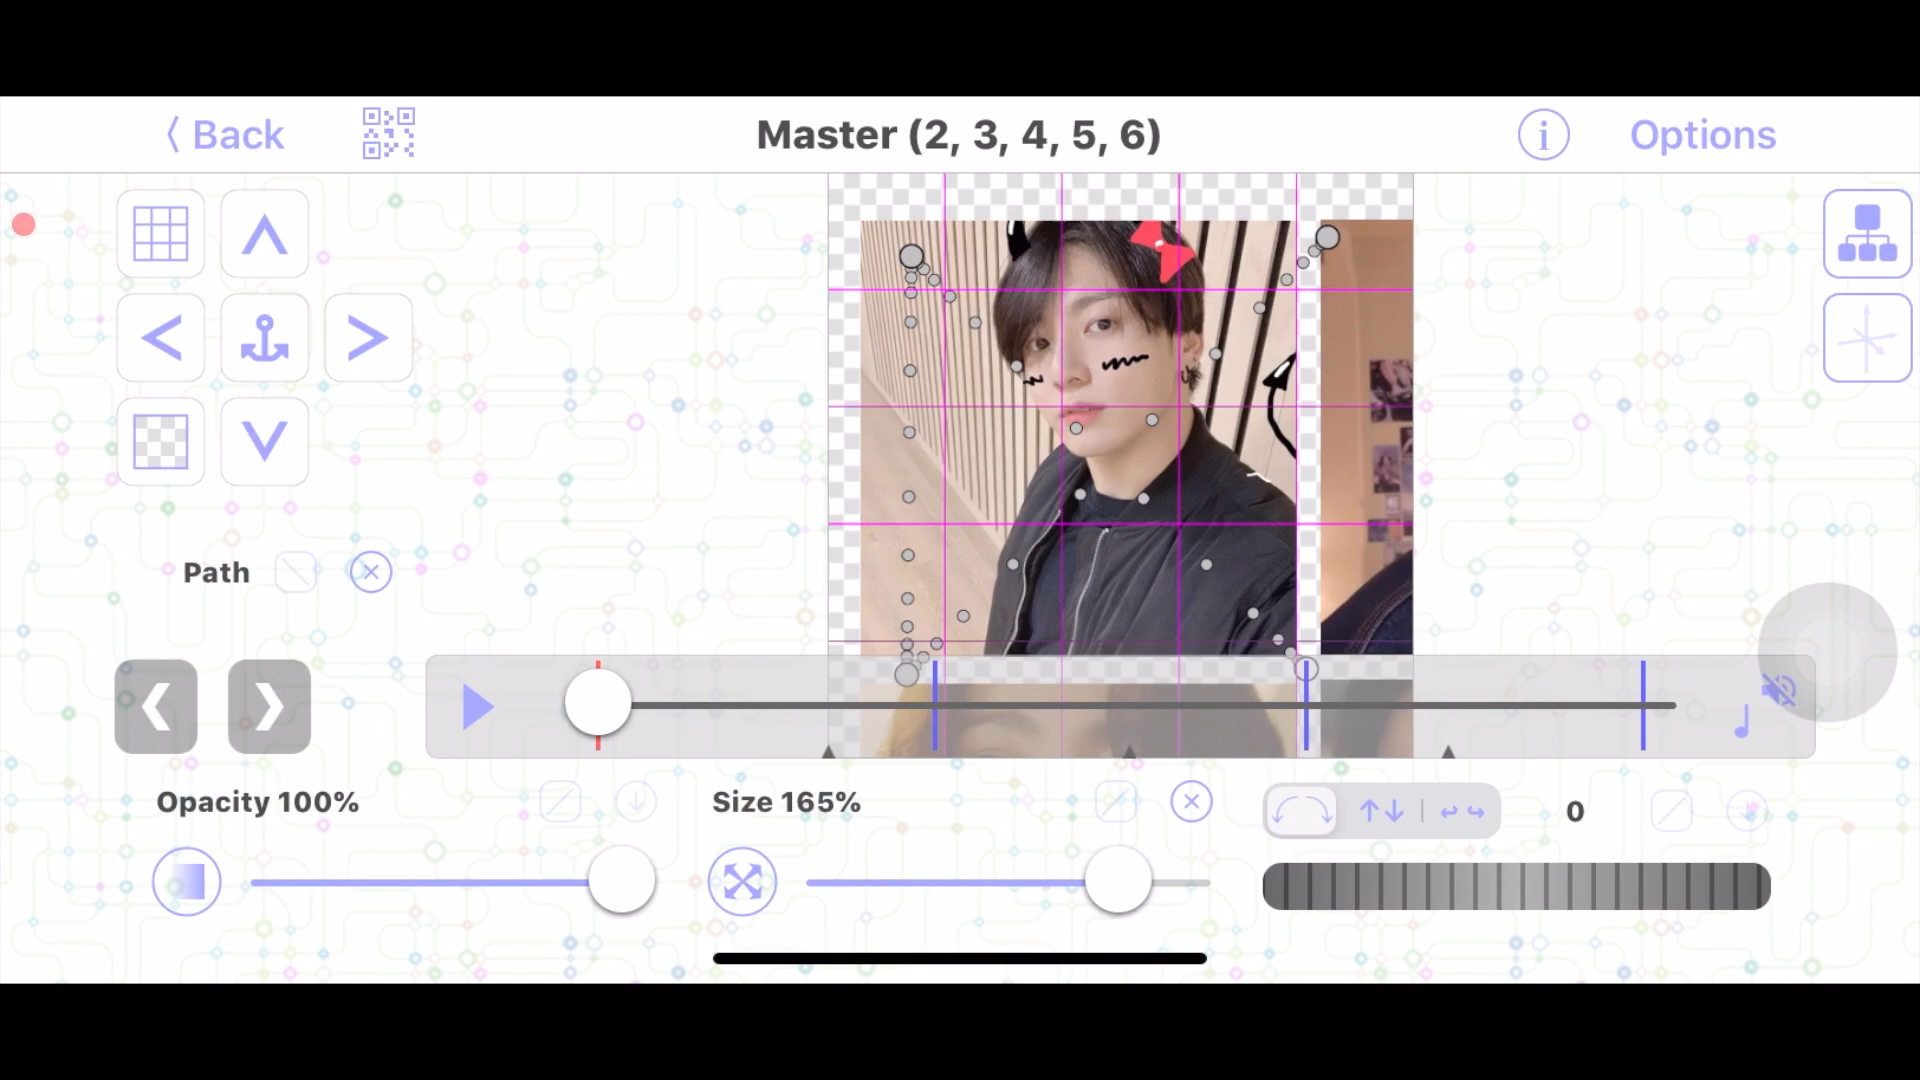 Back
Master (2, 3, 4, 5, 6)
Options
Path
Opacity 100%
Size 165%
0